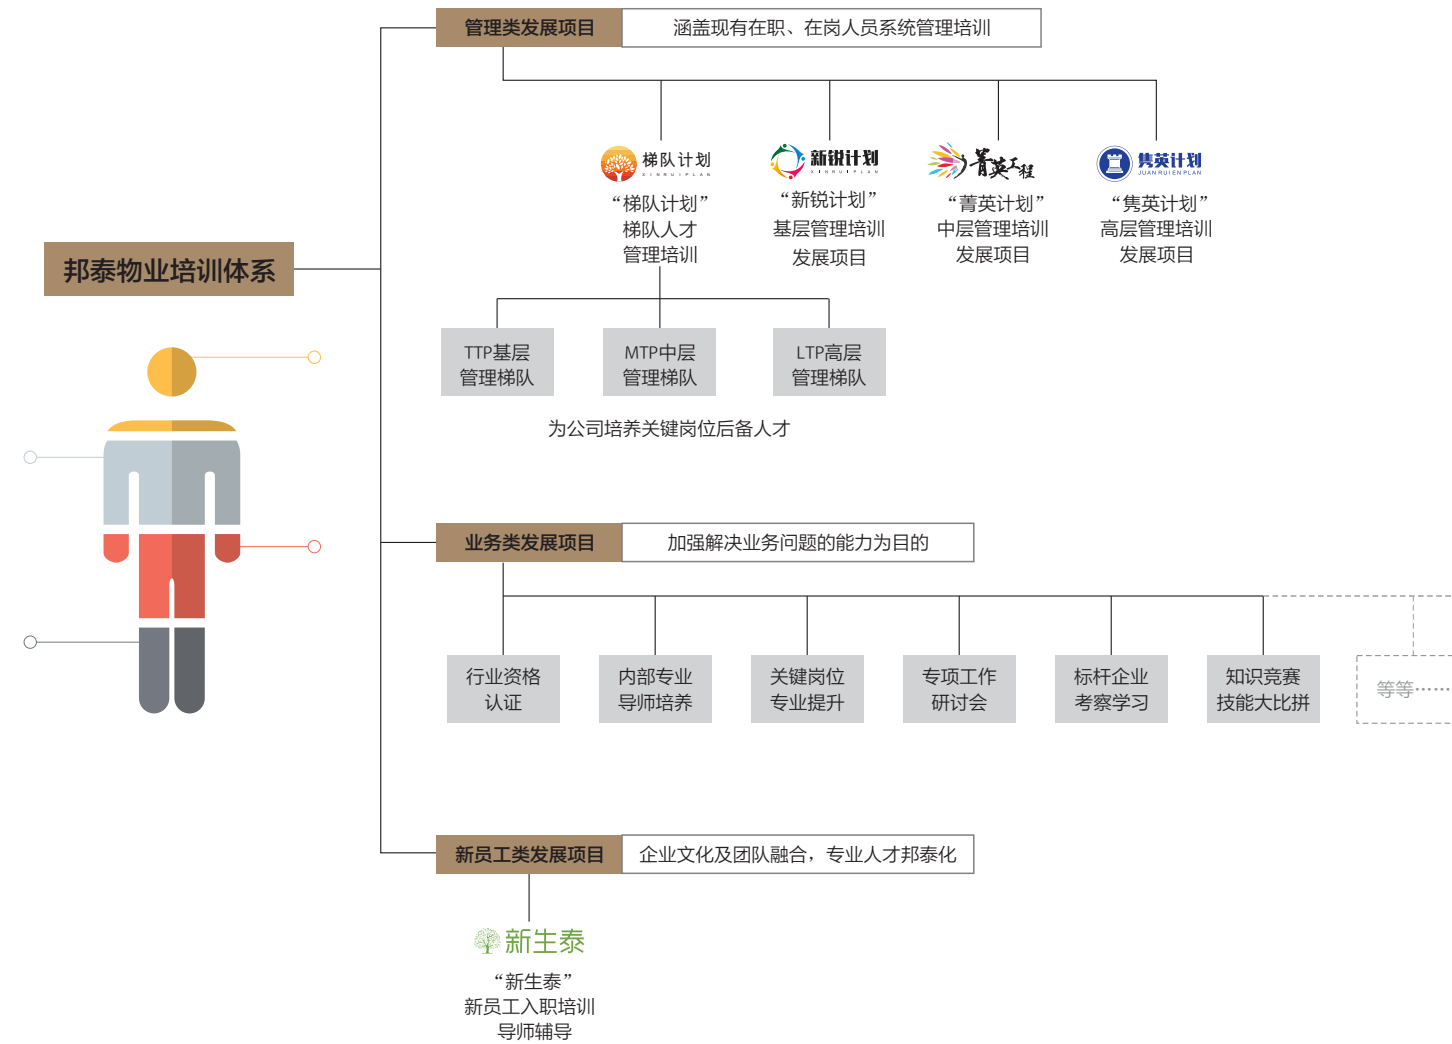 管理类发展项目
涵盖现有在职、在岗人员系统管理培训
梯队计划
XINRUIPLAN
新锐计划
XINRUIPLAN
菁英工程
隽英计划
JUAN RUI EN PLAN
“梯队计划”
梯队人才
管理培训
“新锐计划”
基层管理培训
发展项目
“菁英计划”
中层管理培训
发展项目
“隽英计划”
高层管理培训
发展项目
邦泰物业培训体系
TTP基层
管理梯队
MTP中层
管理梯队
LTP高层
管理梯队
为公司培养关键岗位后备人才
业务类发展项目
加强解决业务问题的能力为目的
行业资格
认证
内部专业
导师培养
关键岗位
专业提升
专项工作
研讨会
标杆企业
考察学习
知识竞赛
技能大比拼
等等······
新员工类发展项目
企业文化及团队融合，专业人才邦泰化
新生泰
“新生泰”
新员工入职培训
导师辅导